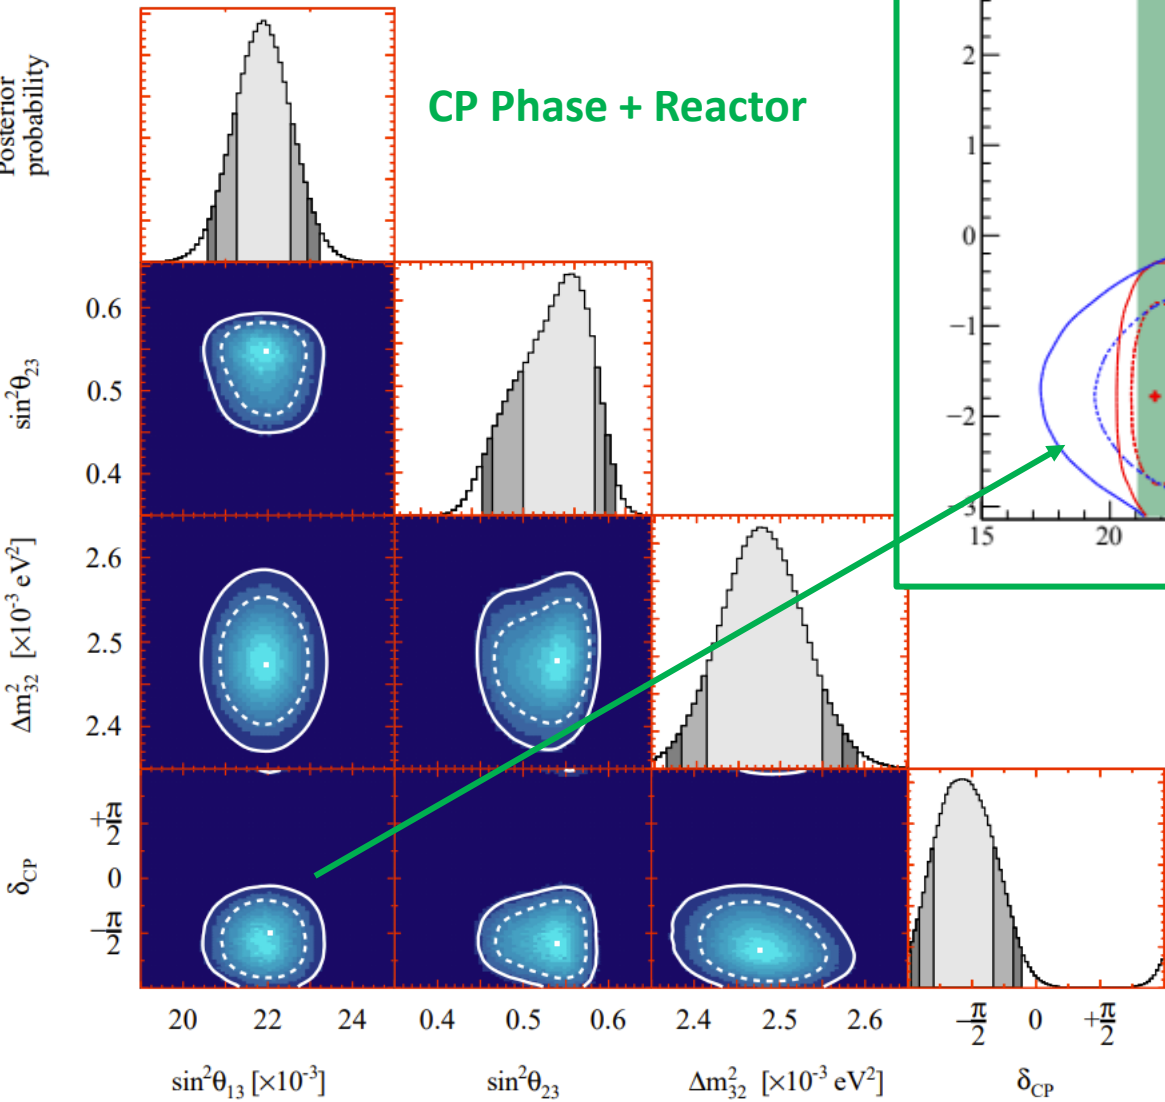 Posterior
probability
CP Phase + Reactor
2
1
0
−1
−2
−3
15
20
0.6
0.5
0.4
sin²θ₂₃
2.6
2.5
2.4
Δm²₃₂ [×10⁻³ eV²]
+π/2
0
−π/2
δCP
20
22
24
0.4
0.5
0.6
2.4
2.5
2.6
−π/2
0
+π/2
sin²θ₁₃ [×10⁻³]
sin²θ₂₃
Δm²₃₂ [×10⁻³ eV²]
δCP